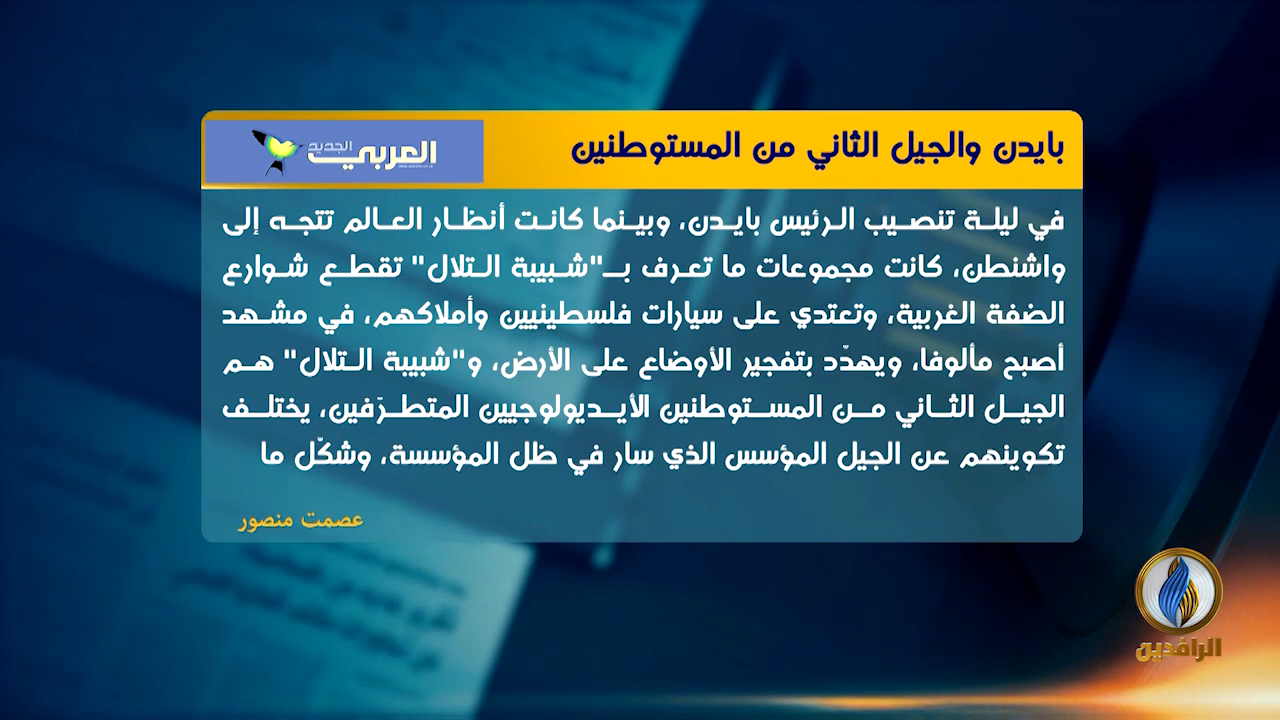 بايدن والجيل الثاني من المستوطنين
العربي الجديد
في ليلة تنصيب الرئيس بايدن، وبينما كانت أنظار العالم تتجه إلى
واشنطن، كانت مجموعات ما تعرف بـ"شبيبة التلال" تقطع شوارع
الضفة الغربية، وتعتدي على سيارات فلسطينيين وأملاكهم، في مشهد
أصبح مألوفا، ويهدّد بتفجير الأوضاع على الأرض، و"شبيبة التلال" هم
الجيل الثاني من المستوطنين الأيديولوجيين المتطرّفين، يختلف
تكوينهم عن الجيل المؤسس الذي سار في ظل المؤسسة، وشكّل ما
عصمت منصور
الرافدين